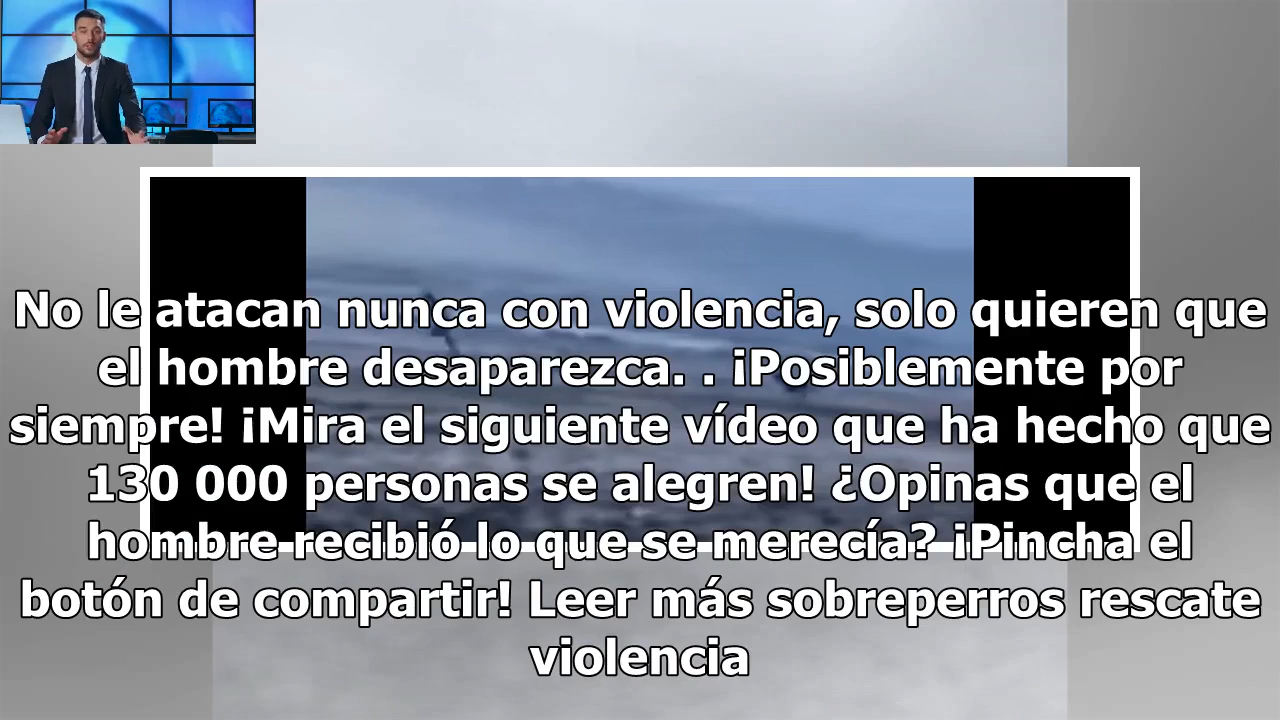 No le atacan nunca con violencia, solo quieren que
el hombre desaparezca. . ¡Posiblemente por
siempre! ¡Mira el siguiente vídeo que ha hecho que
130 000 personas se alegren! ¿Opinas que el
hombre recibió lo que se merecía? ¡Pincha el
botón de compartir! Leer más sobreperros rescate
violencia